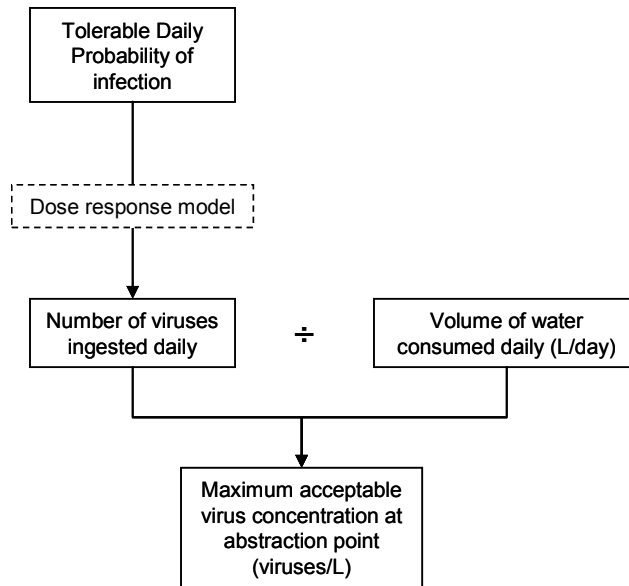 Tolerable Daily
Probability of
infection
Dose response model
Number of viruses
ingested daily
÷
Volume of water
consumed daily (L/day)
Maximum acceptable
virus concentration at
abstraction point
(viruses/L)